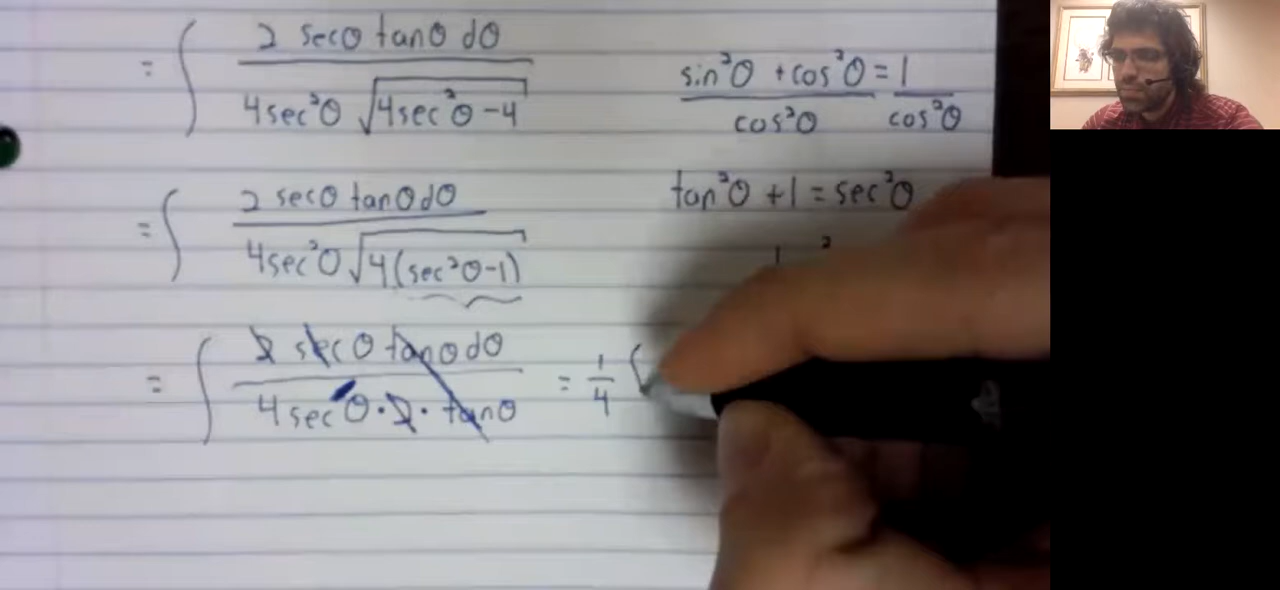 = ∫ 2 secθ tanθ dθ / 4sec²θ √(4sec²θ - 4)
= ∫ 2 secθ tanθ dθ / 4sec²θ √(4(sec²θ - 1))
= ∫ 2 secθ tanθ dθ / 4 secθ · 2 · tanθ = 1/4 ∫
sin²θ + cos²θ / cos²θ = 1 / cos²θ
tan²θ + 1 = sec²θ